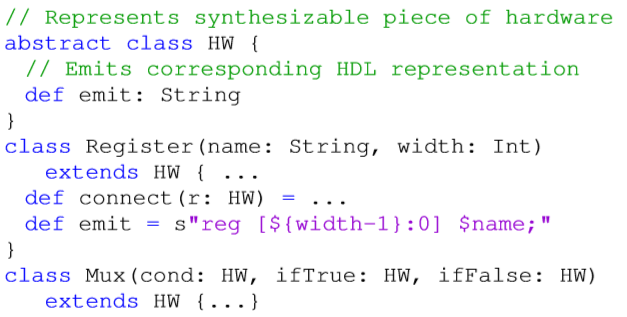 // Represents synthesizable piece of hardware
abstract class HW {
  // Emits corresponding HDL representation
  def emit: String
}
class Register(name: String, width: Int)
    extends HW { ...
  def connect(r: HW) = ...
  def emit = s"reg [${width-1}:0] $name;"
}
class Mux(cond: HW, ifTrue: HW, ifFalse: HW)
    extends HW {...}